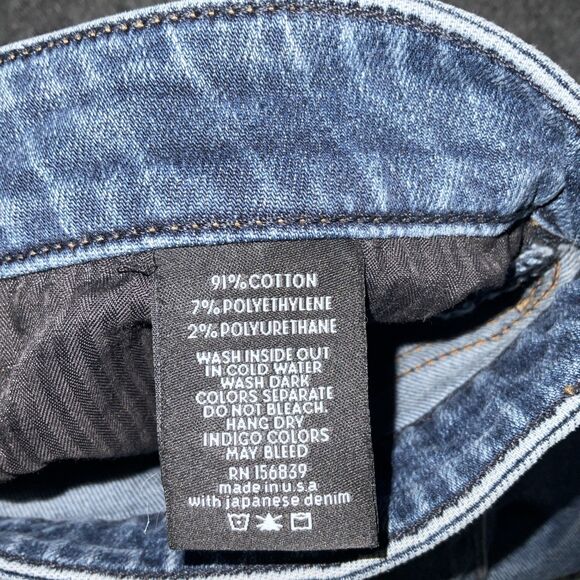 91% COTTON
7% POLYETHYLENE
2% POLYURETHANE
WASH INSIDE OUT
IN COLD WATER
WASH DARK
COLORS SEPARATE
DO NOT BLEACH.
HANG DRY
INDIGO COLORS
MAY BLEED
RN 156839
made in u.s.a
with japanese denim